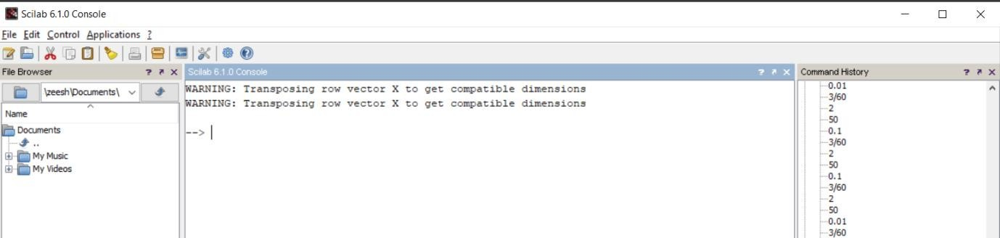 Scilab 6.1.0 Console
File Edit Control Applications ?
File Browser ? Scilab 6.1.0 Console ? Command History ?
\zeesh\Documents\
Name
Documents
..
My Music
My Videos
WARNING: Transposing row vector X to get compatible dimensions
WARNING: Transposing row vector X to get compatible dimensions
-->
0.01
3/60
2
50
0.1
3/60
2
50
0.1
3/60
2
50
0.01
3/60